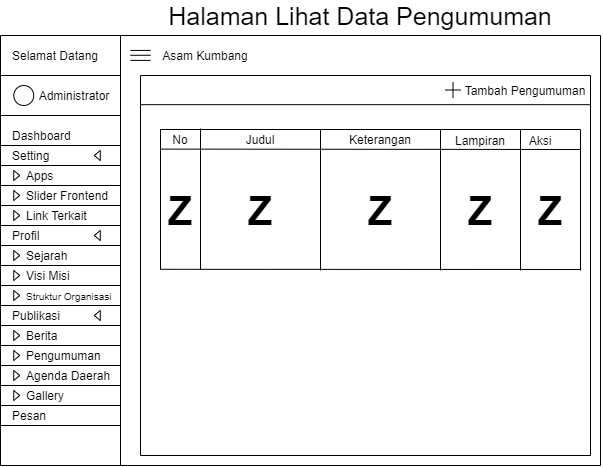 Halaman Lihat Data Pengumuman
Selamat Datang
Asam Kumbang
Administrator
Tambah Pengumuman
Dashboard
Setting
Apps
Slider Frontend
Link Terkait
Profil
Sejarah
Visi Misi
Struktur Organisasi
Publikasi
Berita
Pengumuman
Agenda Daerah
Gallery
Pesan
No Judul Keterangan Lampiran Aksi
Z Z Z Z Z